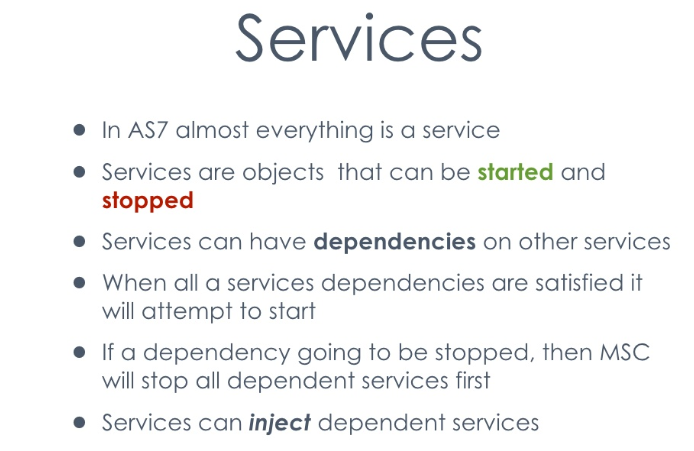 Services
● In AS7 almost everything is a service
● Services are objects that can be started and
stopped
● Services can have dependencies on other services
● When all a services dependencies are satisfied it
will attempt to start
● If a dependency going to be stopped, then MSC
will stop all dependent services first
● Services can inject dependent services